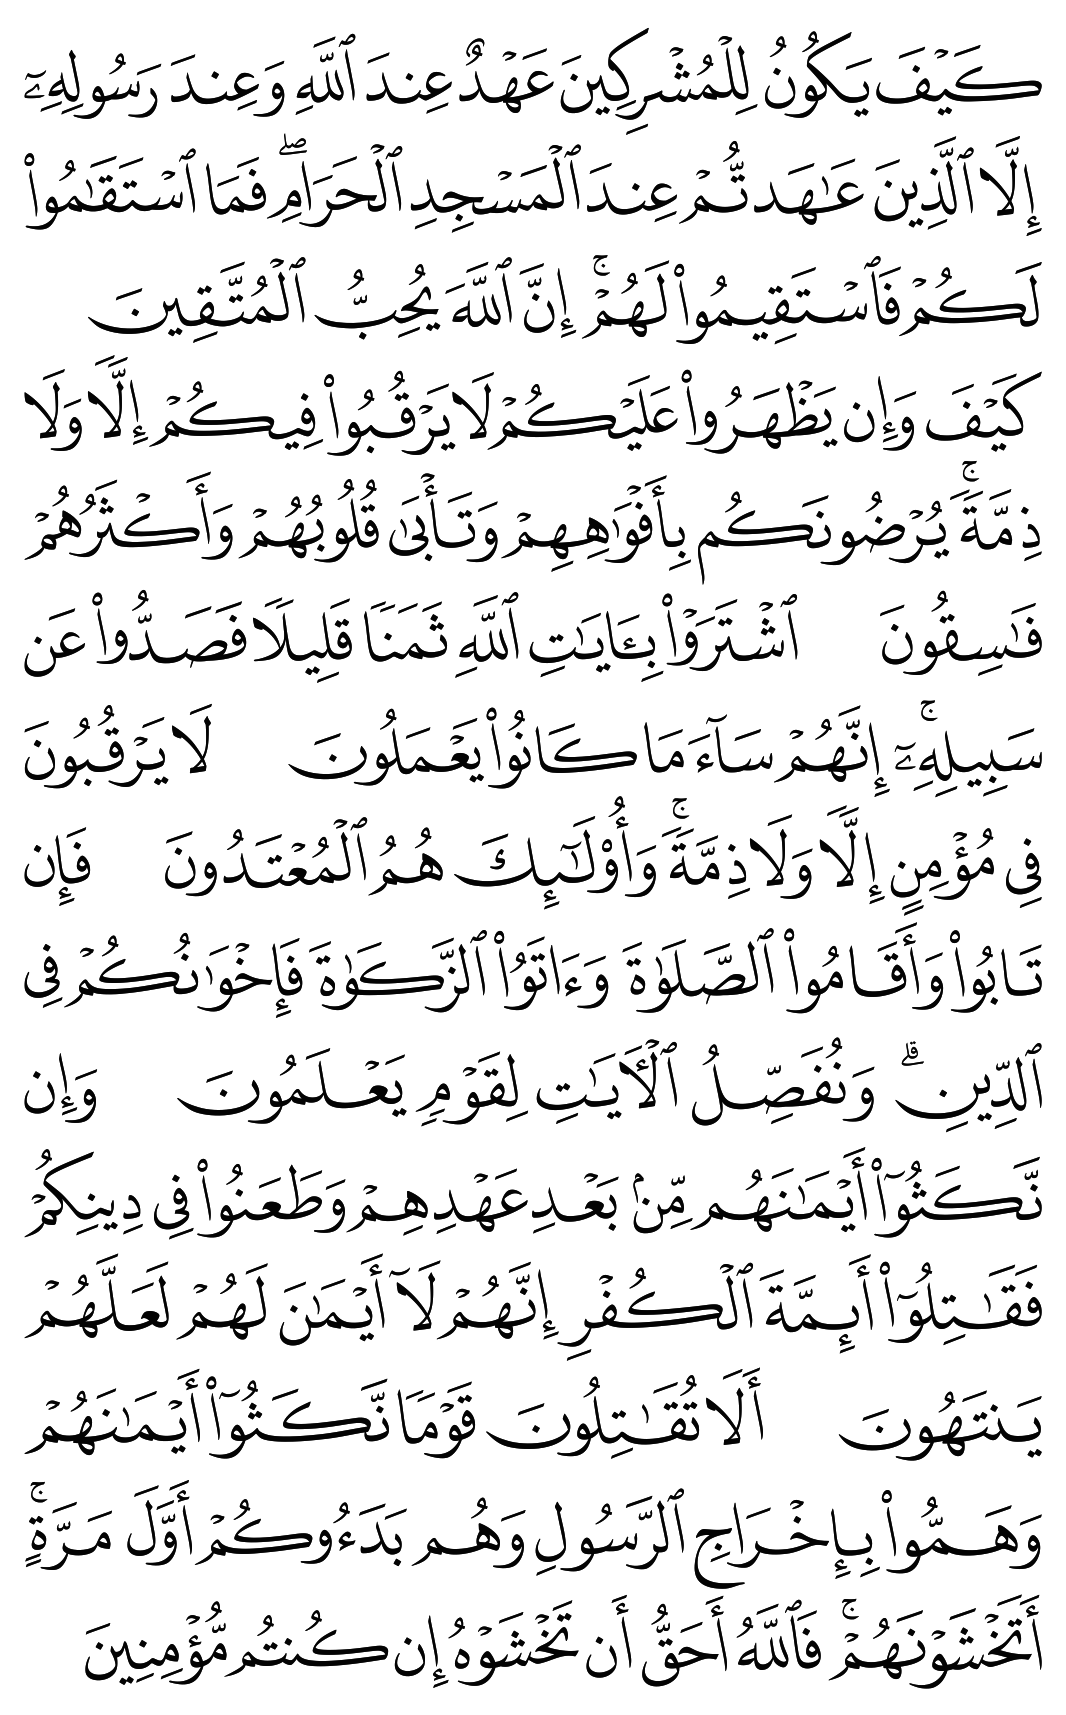 كَيۡفَ يَكُونُ لِلۡمُشۡرِكِينَ عَهۡدٌ عِندَ ٱللَّهِ وَعِندَ رَسُولِهِۦٓ
إِلَّا ٱلَّذِينَ عَٰهَدتُّمۡ عِندَ ٱلۡمَسۡجِدِ ٱلۡحَرَامِۖ فَمَا ٱسۡتَقَٰمُواْ
لَكُمۡ فَٱسۡتَقِيمُواْ لَهُمۡۚ إِنَّ ٱللَّهَ يُحِبُّ ٱلۡمُتَّقِينَ
كَيۡفَ وَإِن يَظۡهَرُواْ عَلَيۡكُمۡ لَا يَرۡقُبُواْ فِيكُمۡ إِلّٗا وَلَا
ذِمَّةٗۚ يُرۡضُونَكُم بِأَفۡوَٰهِهِمۡ وَتَأۡبَىٰ قُلُوبُهُمۡ وَأَكۡثَرُهُمۡ
فَٰسِقُونَ ٱشۡتَرَوۡاْ بِـَٔايَٰتِ ٱللَّهِ ثَمَنٗا قَلِيلٗا فَصَدُّواْ عَن
سَبِيلِهِۦٓۚ إِنَّهُمۡ سَآءَ مَا كَانُواْ يَعۡمَلُونَ لَا يَرۡقُبُونَ
فِي مُؤۡمِنٍ إِلّٗا وَلَا ذِمَّةٗۚ وَأُوْلَٰٓئِكَ هُمُ ٱلۡمُعۡتَدُونَ فَإِن
تَابُواْ وَأَقَامُواْ ٱلصَّلَوٰةَ وَءَاتَوُاْ ٱلزَّكَوٰةَ فَإِخۡوَٰنُكُمۡ فِي
ٱلدِّينِۗ وَنُفَصِّلُ ٱلۡأٓيَٰتِ لِقَوۡمٖ يَعۡلَمُونَ وَإِن
نَّكَثُوٓاْ أَيۡمَٰنَهُم مِّنۢ بَعۡدِ عَهۡدِهِمۡ وَطَعَنُواْ فِي دِينِكُمۡ
فَقَٰتِلُوٓاْ أَئِمَّةَ ٱلۡكُفۡرِ إِنَّهُمۡ لَآ أَيۡمَٰنَ لَهُمۡ لَعَلَّهُمۡ
يَنتَهُونَ أَلَا تُقَٰتِلُونَ قَوۡمٗا نَّكَثُوٓاْ أَيۡمَٰنَهُمۡ
وَهَمُّواْ بِإِخۡرَاجِ ٱلرَّسُولِ وَهُم بَدَءُوكُمۡ أَوَّلَ مَرَّةٍۚ
أَتَخۡشَوۡنَهُمۡۚ فَٱللَّهُ أَحَقُّ أَن تَخۡشَوۡهُ إِن كُنتُم مُّؤۡمِنِينَ